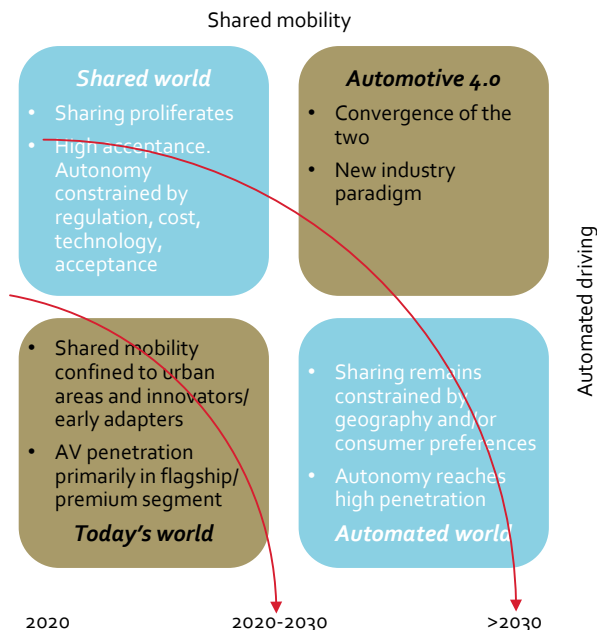 Shared mobility
Shared world
• Sharing proliferates
• High acceptance.
Autonomy
constrained by
regulation, cost,
technology,
acceptance
Automotive 4.0
• Convergence of the
two
• New industry
paradigm
Automated driving
• Shared mobility
confined to urban
areas and innovators/
early adapters
• AV penetration
primarily in flagship/
premium segment
Today's world
• Sharing remains
constrained by
geography and/or
consumer preferences
• Autonomy reaches
high penetration
Automated world
2020
2020-2030
>2030